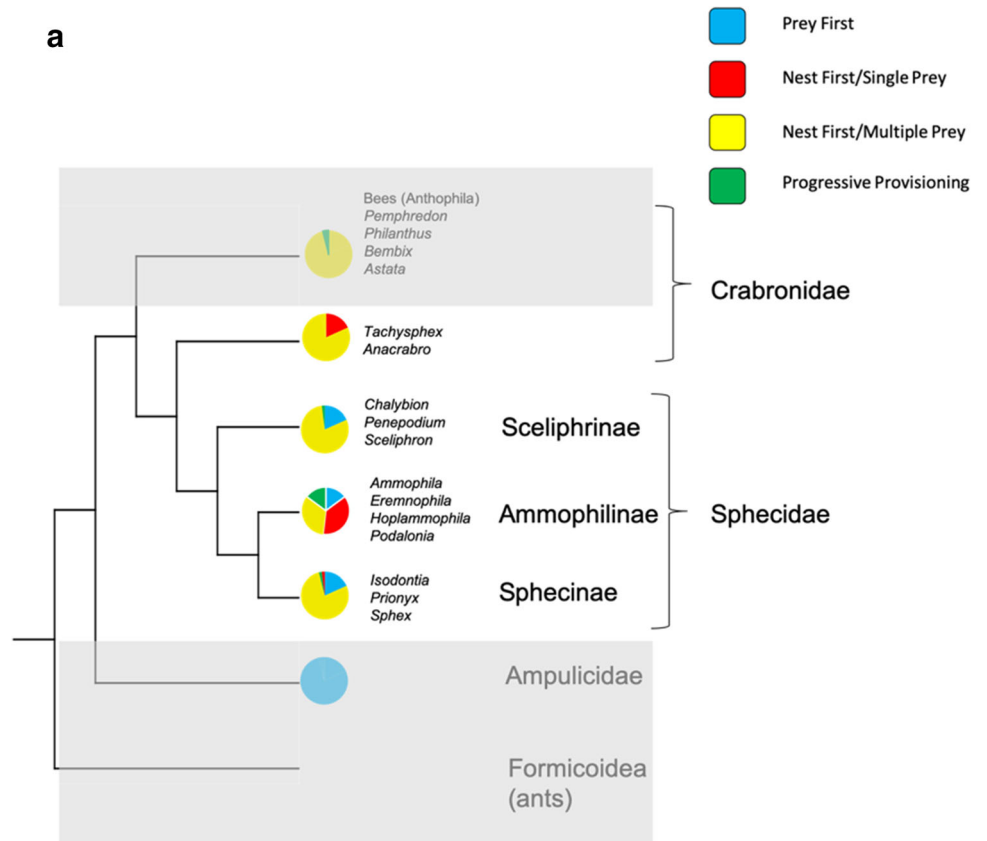 a
Prey First
Nest First/Single Prey
Nest First/Multiple Prey
Progressive Provisioning
Bees (Anthophila)
Pemphredon
Philanthus
Bembix
Astata
Crabronidae
Tachysphex
Anacrabro
Chalybion
Penepodium
Sceliphron
Sceliphrinae
Ammophila
Eremnophila
Hoplammophila
Podalonia
Ammophilinae
Sphecidae
Isodontia
Prionyx
Sphex
Sphecinae
Ampulicidae
Formicoidea
(ants)